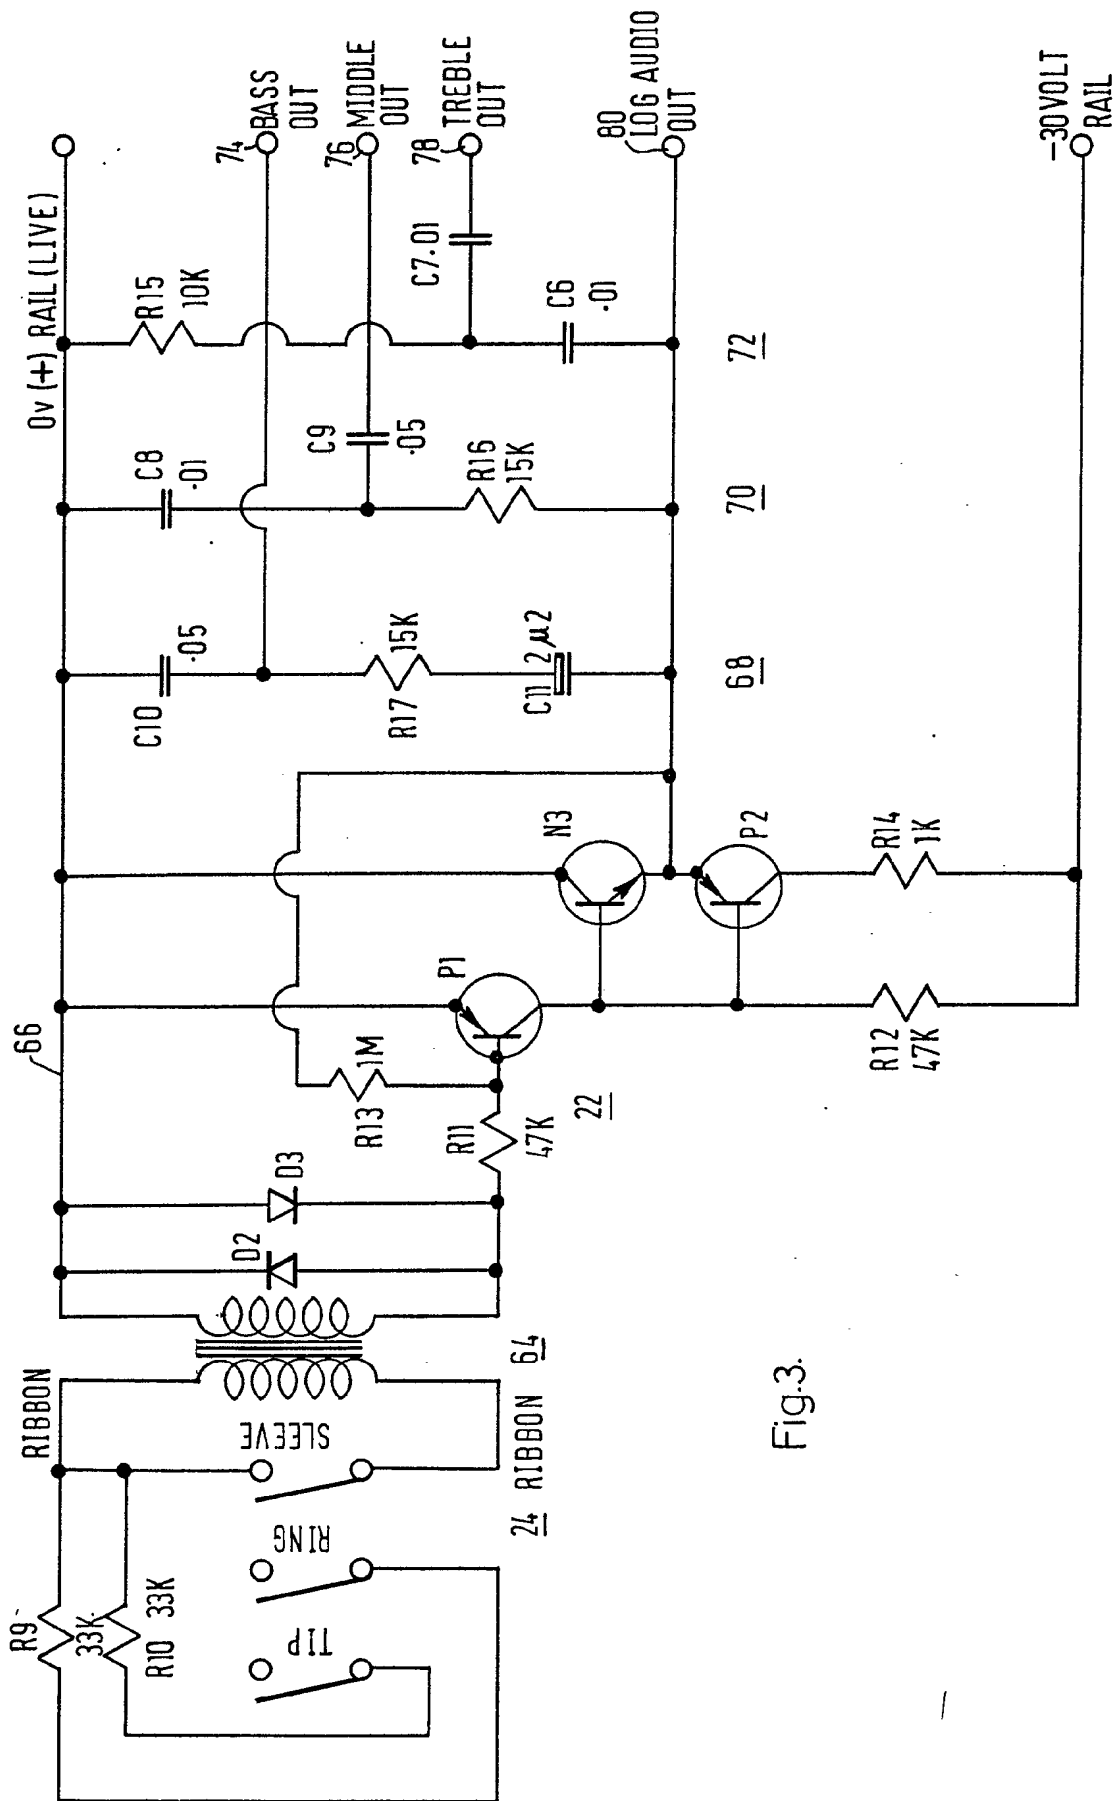 0v (+) RAIL (LIVE)
66
RIBBON
R9
33K
R10 33K
TIP
RING
SLEEVE
24 RIBBON
64
D2
D3
R13 1M
R11
47K
22
P1
N3
P2
R12
47K
R14
1K
C10 .05
R17 15K
C11 2µ2
68
C8
.01
C9
.05
R16
15K
70
R15
10K
C7 .01
C6
.01
72
74 BASS
OUT
76 MIDDLE
OUT
78 TREBLE
OUT
80 LOG AUDIO
OUT
-30 VOLT
RAIL
Fig.3.